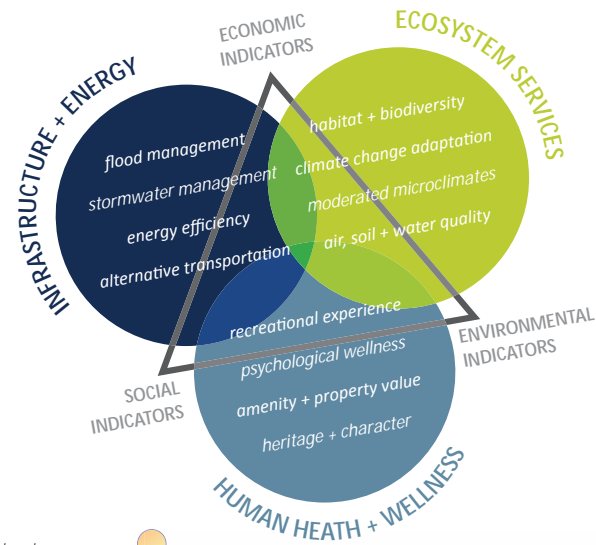 ECONOMIC
INDICATORS
ECOSYSTEM SERVICES
INFRASTRUCTURE + ENERGY
flood management
stormwater management
energy efficiency
alternative transportation
habitat + biodiversity
climate change adaptation
moderated microclimates
air, soil + water quality
recreational experience
psychological wellness
amenity + property value
heritage + character
SOCIAL
INDICATORS
ENVIRONMENTAL
INDICATORS
HUMAN HEATH + WELLNESS